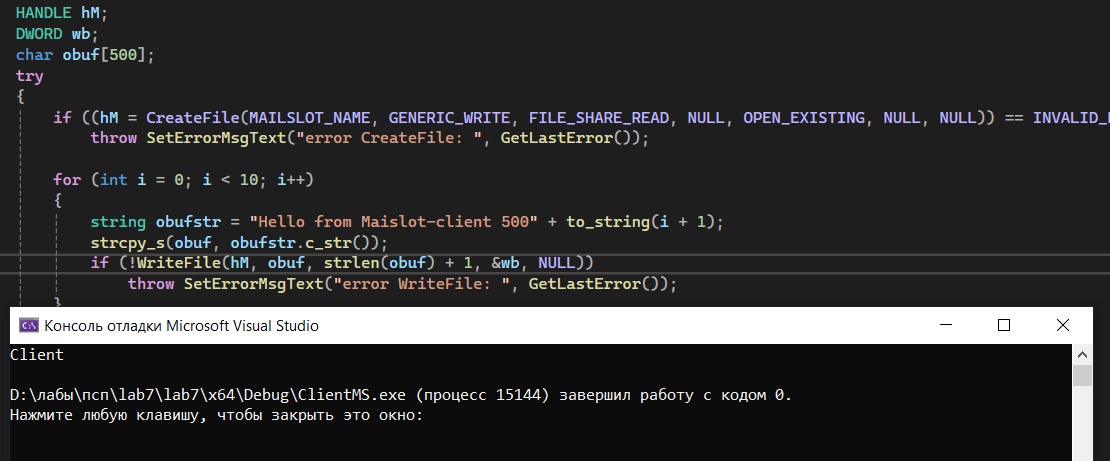 HANDLE hM;
DWORD wb;
char obuf[500];
try
{
if ((hM = CreateFile(MAILSLOT_NAME, GENERIC_WRITE, FILE_SHARE_READ, NULL, OPEN_EXISTING, NULL, NULL)) == INVALID_
throw SetErrorMsgText("error CreateFile: ", GetLastError());
for (int i = 0; i < 10; i++)
{
string obufstr = "Hello from Maislot-client 500" + to_string(i + 1);
strcpy_s(obuf, obufstr.c_str());
if (!WriteFile(hM, obuf, strlen(obuf) + 1, &wb, NULL))
throw SetErrorMsgText("error WriteFile: ", GetLastError());
}
Консоль отладки Microsoft Visual Studio
Client
D:\лабы\псп\lab7\lab7\x64\Debug\ClientMS.exe (процесс 15144) завершил работу с кодом 0.
Нажмите любую клавишу, чтобы закрыть это окно: